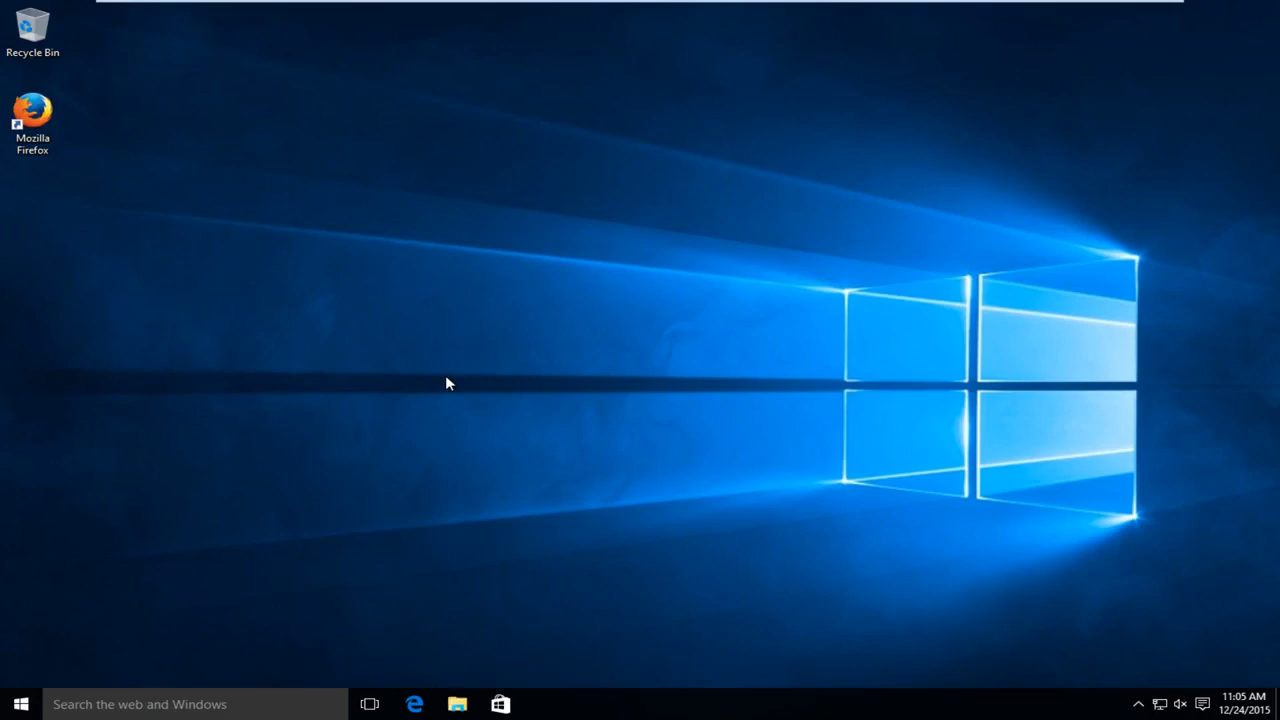 Recycle Bin
Mozilla
Firefox
Search the web and Windows
11:05 AM
12/24/2015